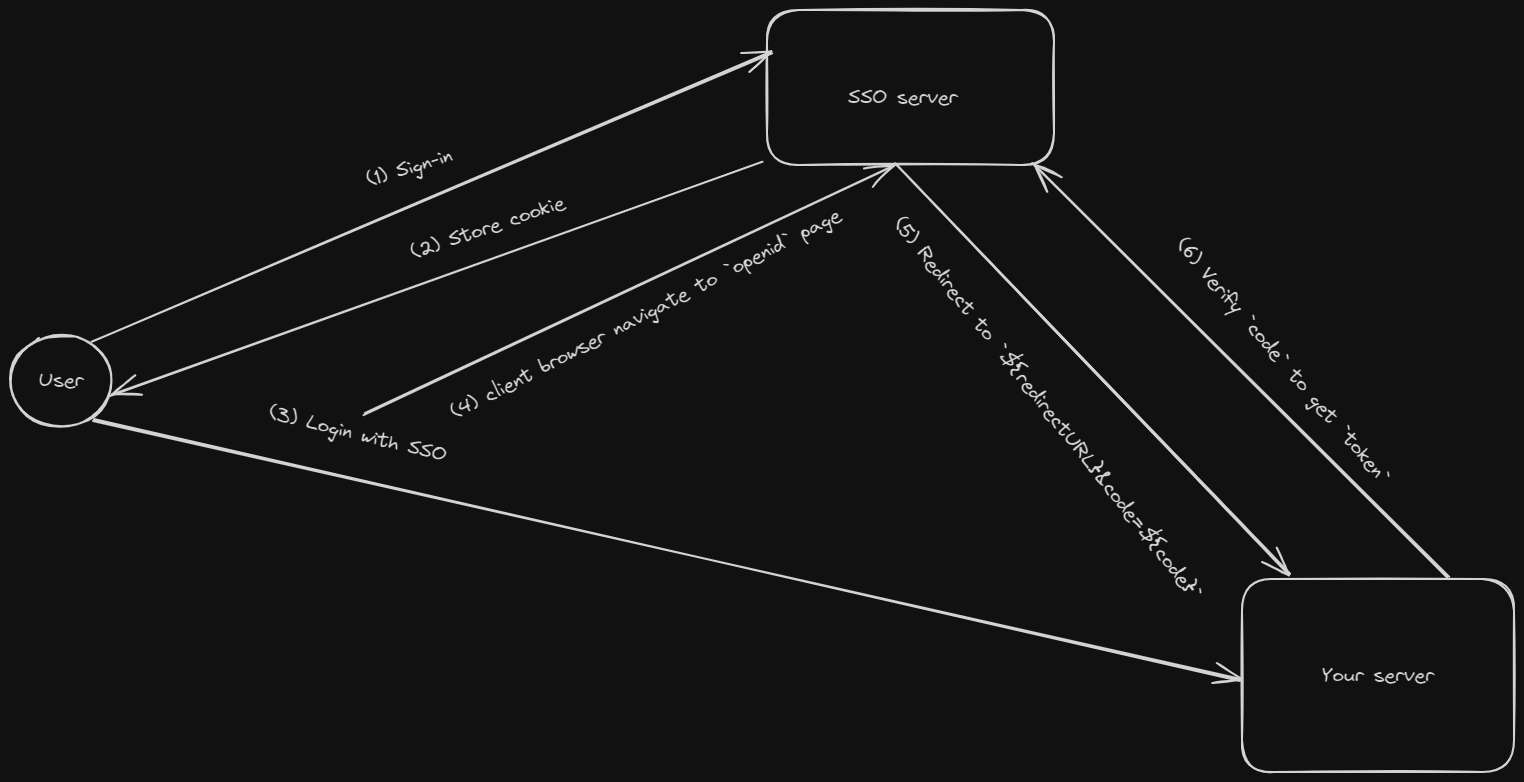 SSO server
(1) Sign-in
(2) Store cookie
(4) client browser navigate to `openid` page
(5) Redirect to `${redirectURL}&code=${code}`
(6) Verify `code` to get `token`
User
(3) Login with SSO
Your server